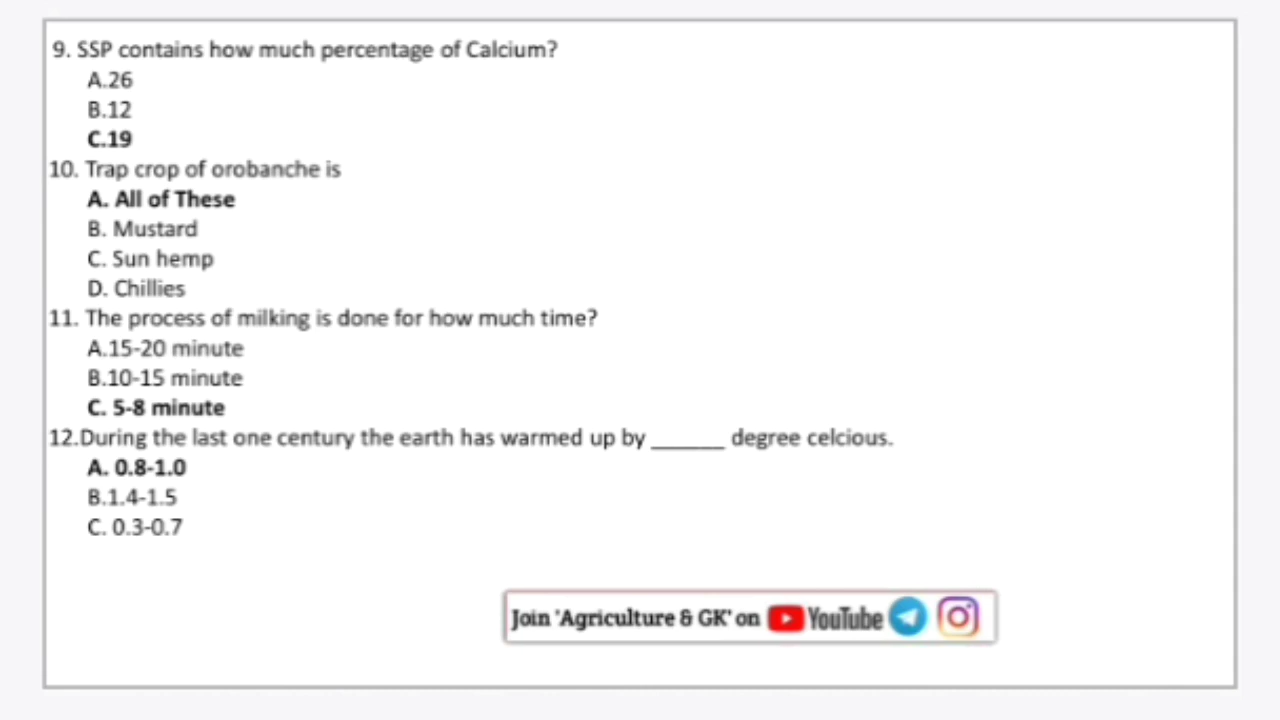 9. SSP contains how much percentage of Calcium?
A.26
B.12
C.19
10. Trap crop of orobanche is
A. All of These
B. Mustard
C. Sun hemp
D. Chillies
11. The process of milking is done for how much time?
A.15-20 minute
B.10-15 minute
C. 5-8 minute
12.During the last one century the earth has warmed up by ______ degree celcious.
A. 0.8-1.0
B.1.4-1.5
C. 0.3-0.7
Join 'Agriculture & GK' on YouTube